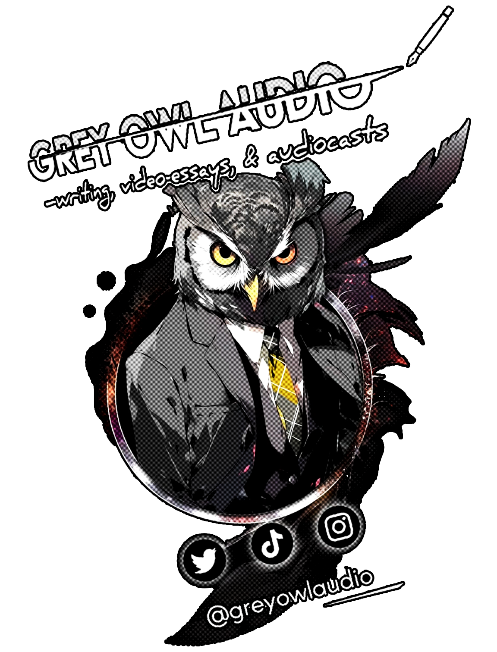 GREY OWL AUDIO
-writing, video-essays, & audiocasts
@greyowlaudio